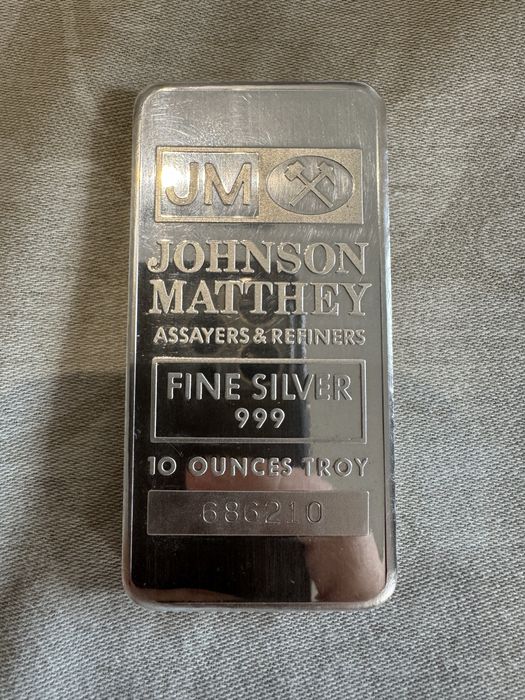 JM
JOHNSON
MATTHEY
ASSAYERS & REFINERS
FINE SILVER
999
10 OUNCES TROY
686210